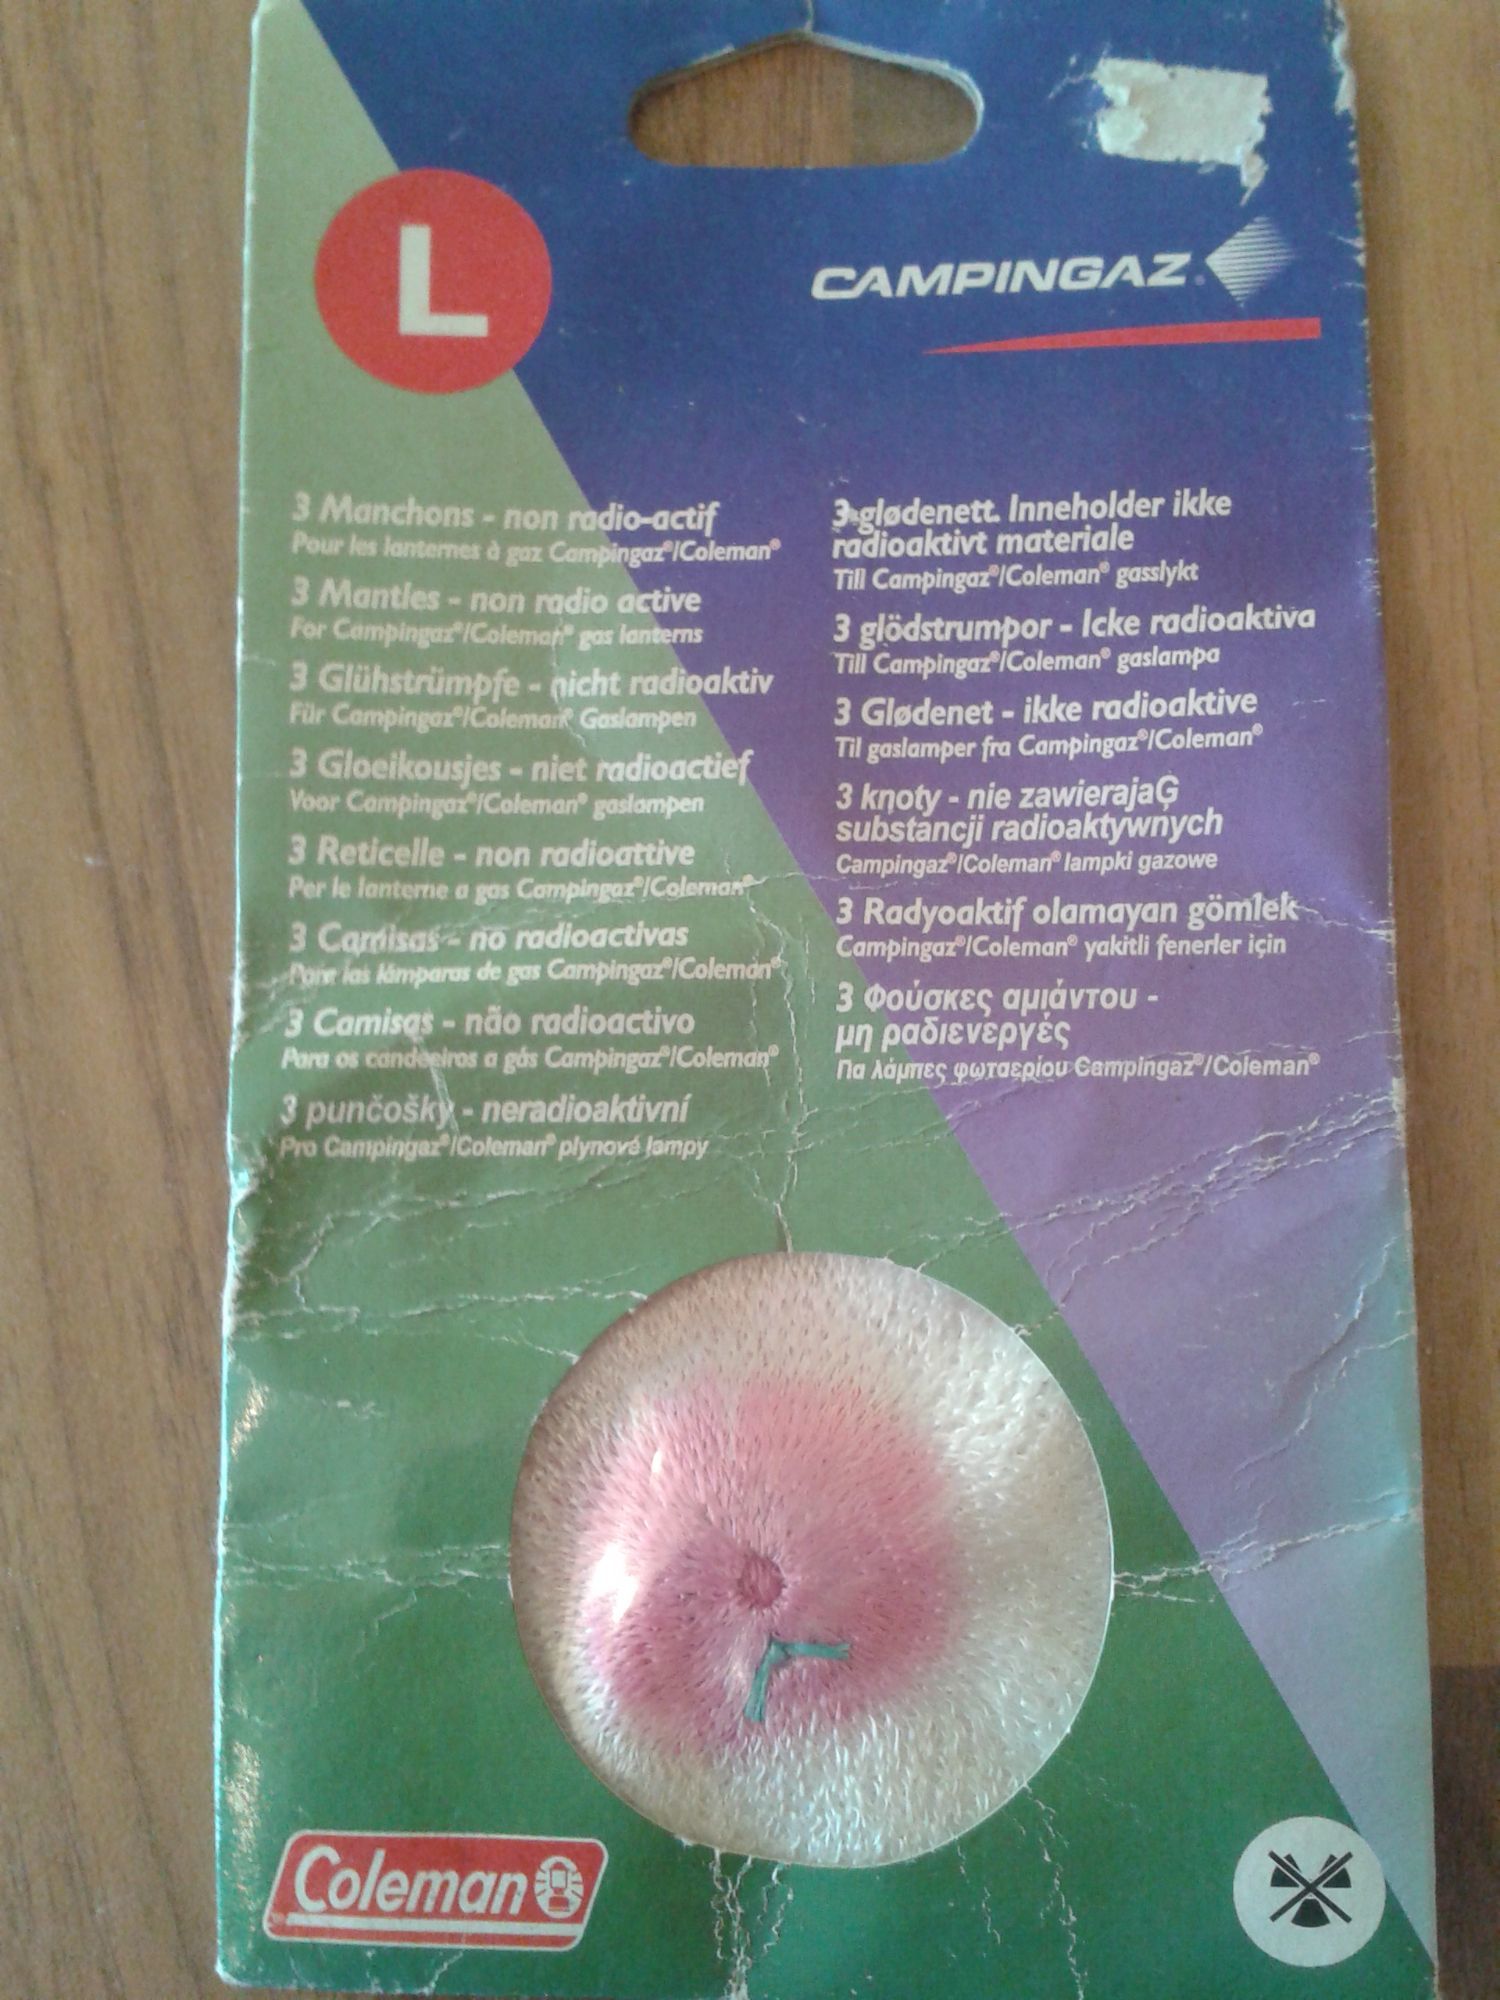 L
CAMPINGAZ
3 Manchons - non radio-actif
Pour les lanternes à gaz Campingaz®/Coleman®
3 Mantles - non radio active
For Campingaz®/Coleman® gas lanterns
3 Glühstrümpfe - nicht radioaktiv
Für Campingaz®/Coleman® Gaslampen
3 Gloeikousjes - niet radioactief
Voor Campingaz®/Coleman® gaslampen
3 Reticelle - non radioattive
Per le lanterne a gas Campingaz®/Coleman®
3 Camisas - no radioactivas
Para las lámparas de gas Campingaz®/Coleman®
3 Camisas - não radioactivo
Para os candeeiros a gás Campingaz®/Coleman®
3 punčošky - neradioaktivní
Pro Campingaz®/Coleman® plynové lampy
3 glødenett. Inneholder ikke
radioaktivt materiale
Till Campingaz®/Coleman® gasslykt
3 glödstrumpor - Icke radioaktiva
Till Campingaz®/Coleman® gaslampa
3 Glødenet - ikke radioaktive
Til gaslamper fra Campingaz®/Coleman®
3 knoty - nie zawierajaĢ
substancji radioaktywnych
Campingaz®/Coleman® lampki gazowe
3 Radyoaktif olamayan gömlek
Campingaz®/Coleman® yakitli fenerler için
3 Φούσκες αμιάντου -
μη ραδιενεργές
Πα λάμπες φωταερίου Campingaz®/Coleman®
Coleman